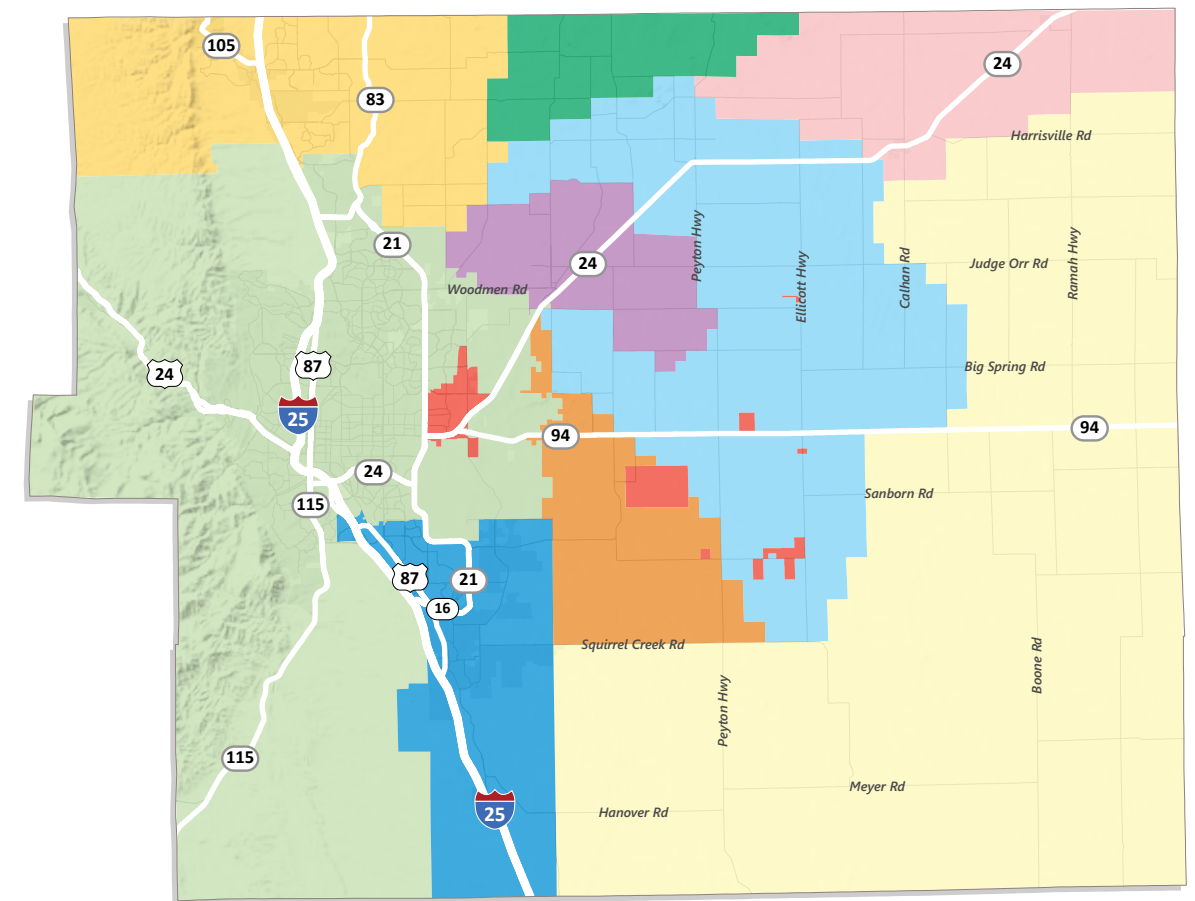 105
24
83
Harrisville Rd
21
Peyton Hwy
24
Judge Orr Rd
Ramah Hwy
Calhan Rd
Ellicott Hwy
Woodmen Rd
87
24
Big Spring Rd
25
94
94
24
Sanborn Rd
115
87
21
16
Squirrel Creek Rd
Boone Rd
Peyton Hwy
115
Meyer Rd
25
Hanover Rd